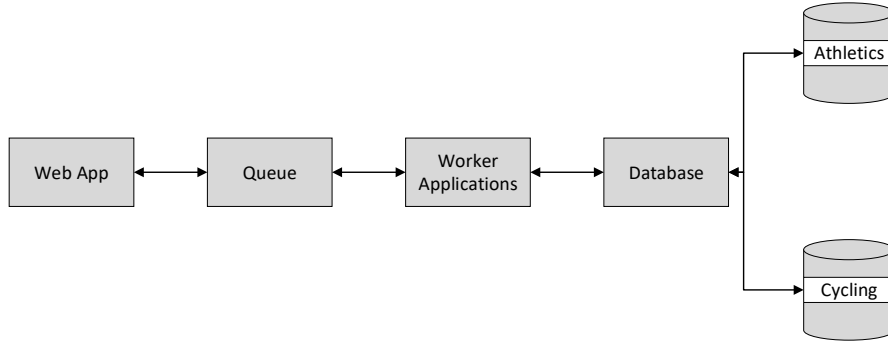 Athletics
Web App
Queue
Worker
Applications
Database
Cycling